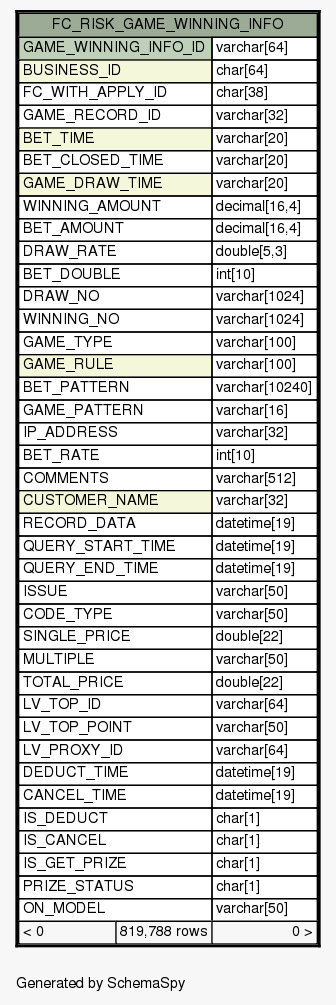 FC_RISK_GAME_WINNING_INFO
GAME_WINNING_INFO_ID varchar[64]
BUSINESS_ID char[64]
FC_WITH_APPLY_ID char[38]
GAME_RECORD_ID varchar[32]
BET_TIME varchar[20]
BET_CLOSED_TIME varchar[20]
GAME_DRAW_TIME varchar[20]
WINNING_AMOUNT decimal[16,4]
BET_AMOUNT decimal[16,4]
DRAW_RATE double[5,3]
BET_DOUBLE int[10]
DRAW_NO varchar[1024]
WINNING_NO varchar[1024]
GAME_TYPE varchar[100]
GAME_RULE varchar[100]
BET_PATTERN varchar[10240]
GAME_PATTERN varchar[16]
IP_ADDRESS varchar[32]
BET_RATE int[10]
COMMENTS varchar[512]
CUSTOMER_NAME varchar[32]
RECORD_DATA datetime[19]
QUERY_START_TIME datetime[19]
QUERY_END_TIME datetime[19]
ISSUE varchar[50]
CODE_TYPE varchar[50]
SINGLE_PRICE double[22]
MULTIPLE varchar[50]
TOTAL_PRICE double[22]
LV_TOP_ID varchar[64]
LV_TOP_POINT varchar[50]
LV_PROXY_ID varchar[64]
DEDUCT_TIME datetime[19]
CANCEL_TIME datetime[19]
IS_DEDUCT char[1]
IS_CANCEL char[1]
IS_GET_PRIZE char[1]
PRIZE_STATUS char[1]
ON_MODEL varchar[50]
< 0 819,788 rows 0 >
Generated by SchemaSpy